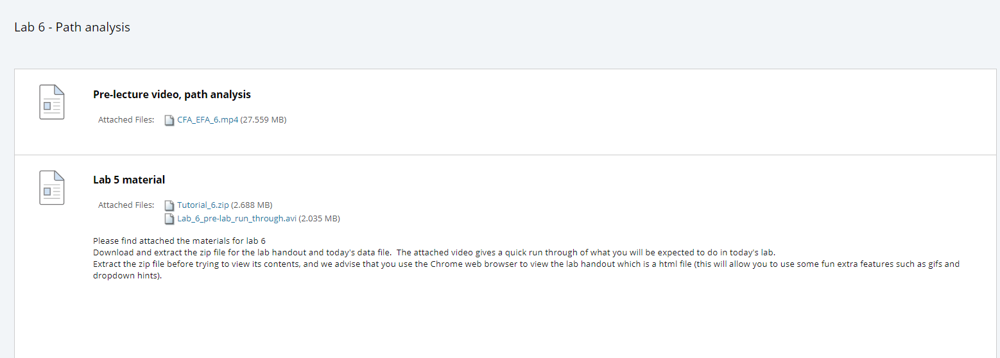 Lab 6 - Path analysis
Pre-lecture video, path analysis
Attached Files: CFA_EFA_6.mp4 (27.559 MB)
Lab 5 material
Attached Files: Tutorial_6.zip (2.688 MB)
Lab_6_pre-lab_run_through.avi (2.035 MB)
Please find attached the materials for lab 6
Download and extract the zip file for the lab handout and today's data file.  The attached video gives a quick run through of what you will be expected to do in today's lab.
Extract the zip file before trying to view its contents, and we advise that you use the Chrome web browser to view the lab handout which is a html file (this will allow you to use some fun extra features such as gifs and
dropdown hints).